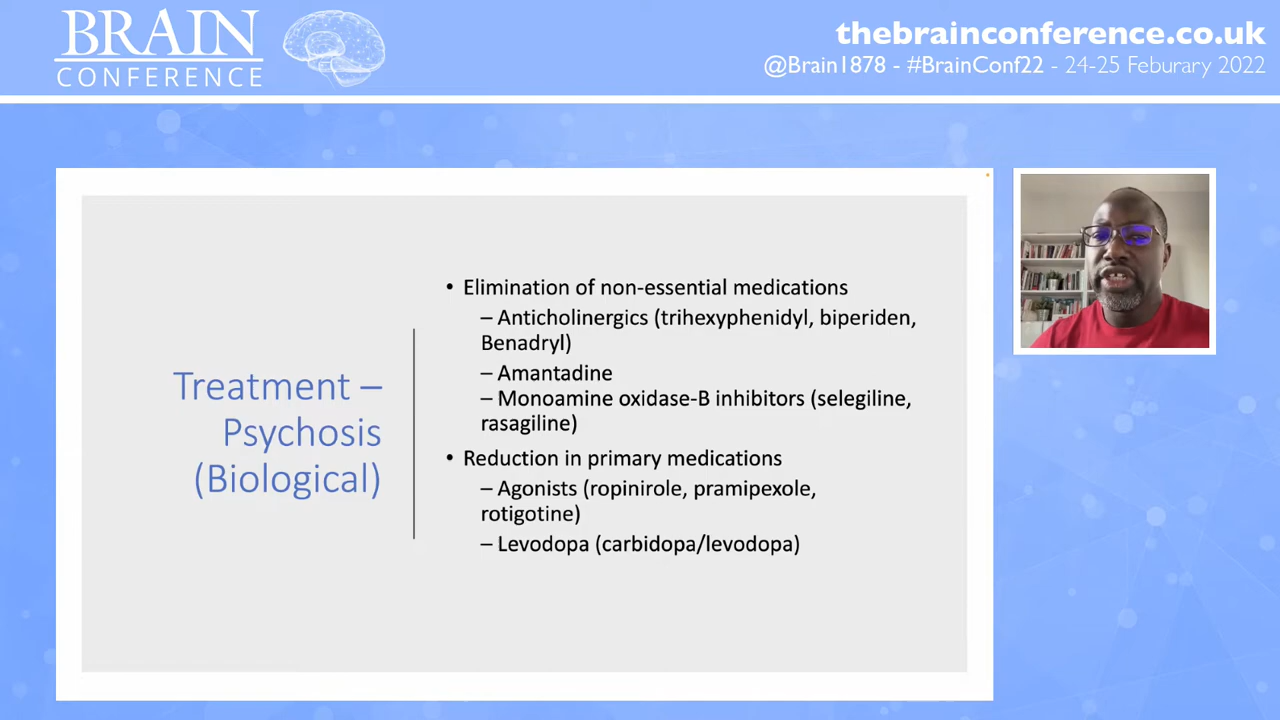 BRAIN
CONFERENCE
thebrainconference.co.uk
@Brain1878 - #BrainConf22 - 24-25 Feburary 2022
Treatment –
Psychosis
(Biological)
• Elimination of non-essential medications
– Anticholinergics (trihexyphenidyl, biperiden,
Benadryl)
– Amantadine
– Monoamine oxidase-B inhibitors (selegiline,
rasagiline)
• Reduction in primary medications
– Agonists (ropinirole, pramipexole,
rotigotine)
– Levodopa (carbidopa/levodopa)